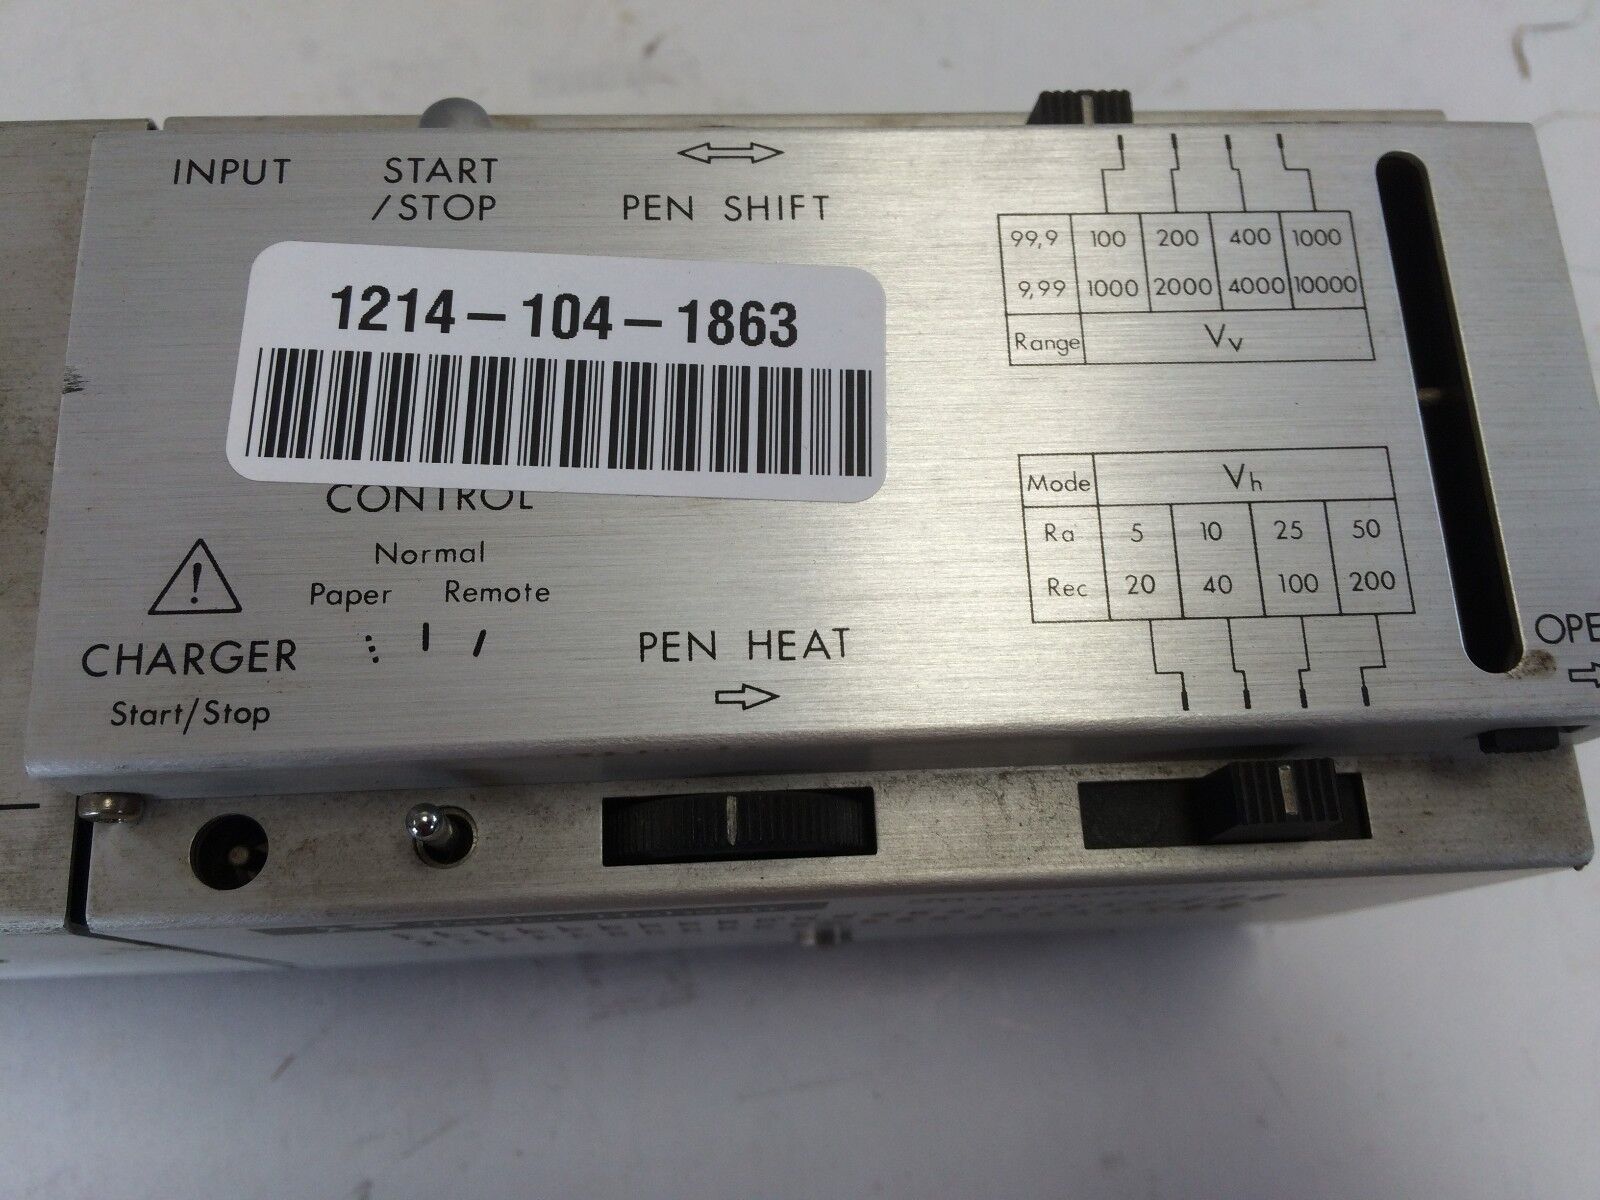 INPUT
START
/STOP
PEN SHIFT
1214-104-1863
99,9 100 200 400 1000
9,99 1000 2000 4000 10000
Range Vv
Mode Vh
Ra 5 10 25 50
Rec 20 40 100 200
CONTROL
Normal
Paper Remote
CHARGER
Start/Stop
PEN HEAT
OPE